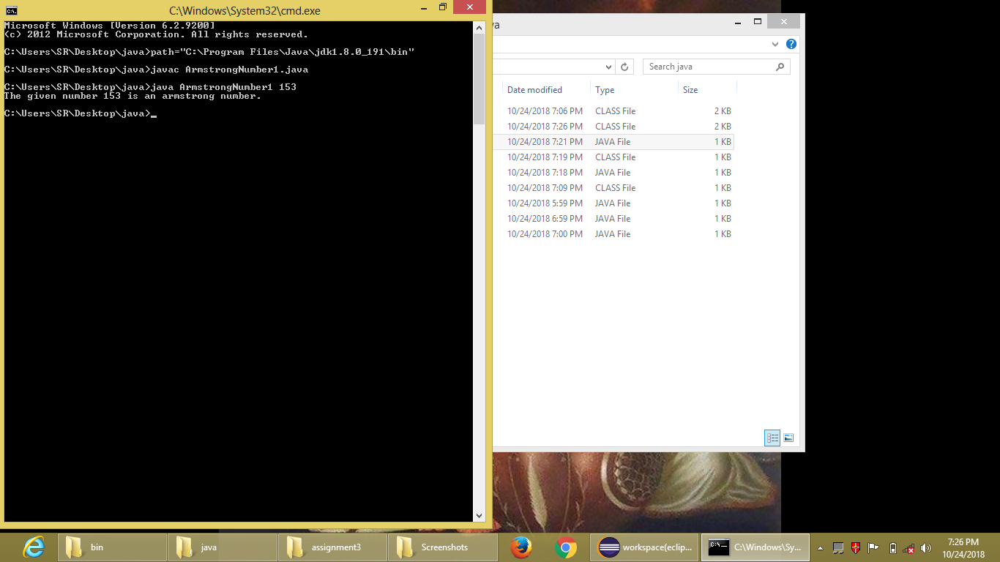 C:\Windows\System32\cmd.exe
Microsoft Windows [Version 6.2.9200]
(c) 2012 Microsoft Corporation. All rights reserved.
C:\Users\SR\Desktop\java>path="C:\Program Files\Java\jdk1.8.0_191\bin"
C:\Users\SR\Desktop\java>javac ArmstrongNumber1.java
C:\Users\SR\Desktop\java>java ArmstrongNumber1 153
The given number 153 is an armstrong number.
C:\Users\SR\Desktop\java>_
va
Search java
Date modified Type Size
10/24/2018 7:06 PM CLASS File 2 KB
10/24/2018 7:26 PM CLASS File 2 KB
10/24/2018 7:21 PM JAVA File 1 KB
10/24/2018 7:19 PM CLASS File 1 KB
10/24/2018 7:18 PM JAVA File 1 KB
10/24/2018 7:09 PM CLASS File 1 KB
10/24/2018 5:59 PM JAVA File 1 KB
10/24/2018 6:59 PM JAVA File 1 KB
10/24/2018 7:00 PM JAVA File 1 KB
bin java assignment3 Screenshots workspace(eclip... C:\Windows\Sy... 7:26 PM
10/24/2018